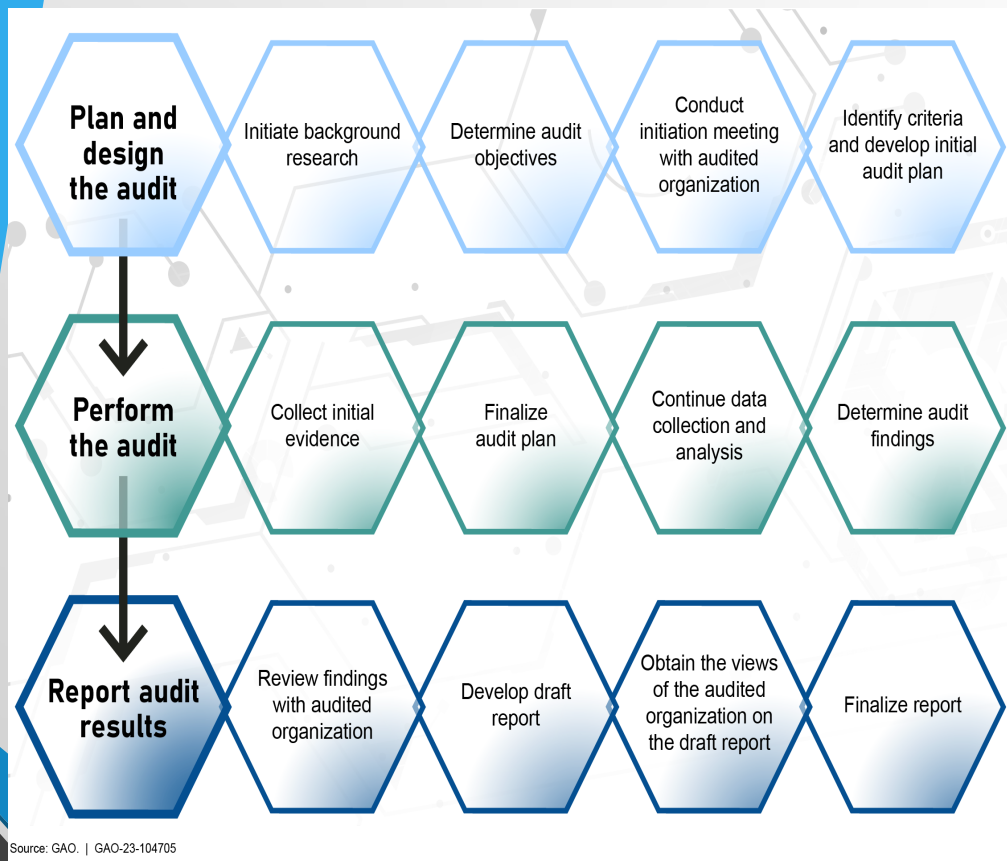 Plan and
design
the audit
Initiate background
research
Determine audit
objectives
Conduct
initiation meeting
with audited
organization
Identify criteria
and develop initial
audit plan
Perform
the audit
Collect initial
evidence
Finalize
audit plan
Continue data
collection and
analysis
Determine audit
findings
Report audit
results
Review findings
with audited
organization
Develop draft
report
Obtain the views
of the audited
organization on
the draft report
Finalize report
Source: GAO. | GAO-23-104705